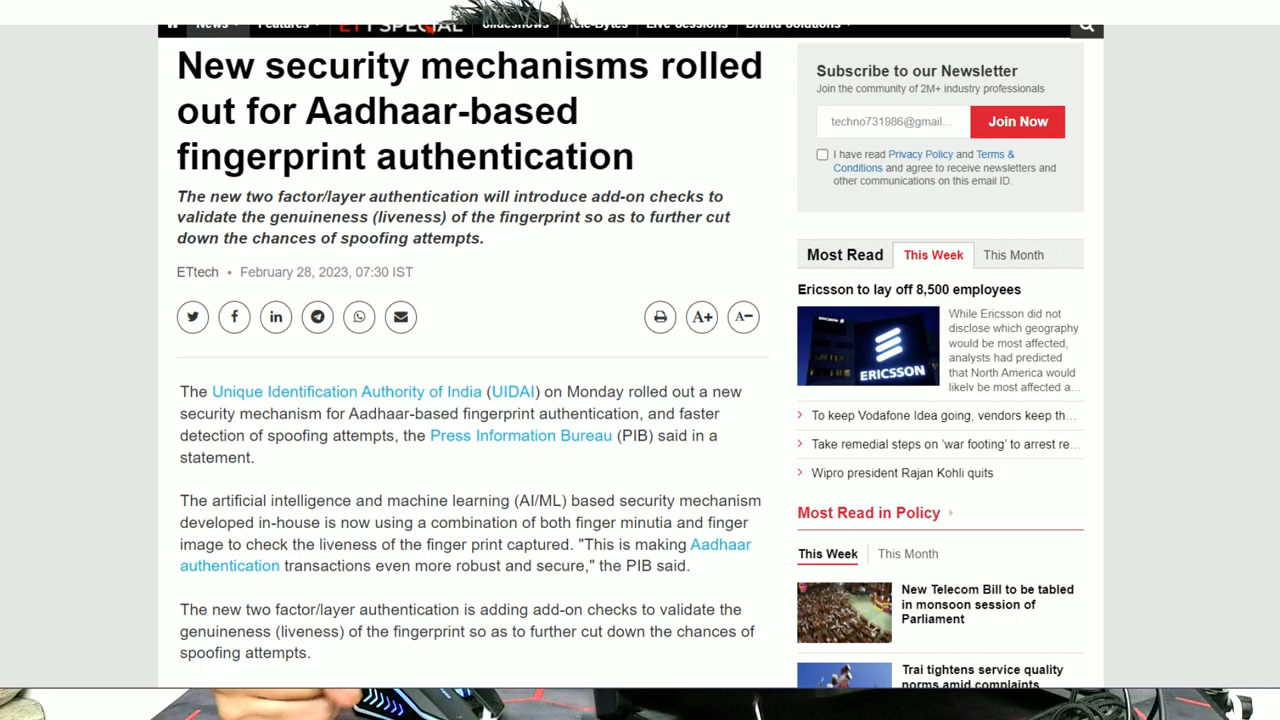 News
Features
ET
SPECIAL
Slideshows
Tele-Bytes
Live Sessions
Brand Solutions
New security mechanisms rolled
out for Aadhaar-based
fingerprint authentication
The new two factor/layer authentication will introduce add-on checks to
validate the genuineness (liveness) of the fingerprint so as to further cut
down the chances of spoofing attempts.
ETtech • February 28, 2023, 07:30 IST
A+
A−
The Unique Identification Authority of India (UIDAI) on Monday rolled out a new
security mechanism for Aadhaar-based fingerprint authentication, and faster
detection of spoofing attempts, the Press Information Bureau (PIB) said in a
statement.
The artificial intelligence and machine learning (AI/ML) based security mechanism
developed in-house is now using a combination of both finger minutia and finger
image to check the liveness of the finger print captured. "This is making Aadhaar
authentication transactions even more robust and secure," the PIB said.
The new two factor/layer authentication is adding add-on checks to validate the
genuineness (liveness) of the fingerprint so as to further cut down the chances of
spoofing attempts.
Subscribe to our Newsletter
Join the community of 2M+ industry professionals
techno731986@gmail...
Join Now
I have read Privacy Policy and Terms &
Conditions and agree to receive newsletters and
other communications on this email ID.
Most Read
This Week
This Month
Ericsson to lay off 8,500 employees
While Ericsson did not
disclose which geography
would be most affected,
analysts had predicted
that North America would
likely be most affected a...
ERICSSON
To keep Vodafone Idea going, vendors keep th...
Take remedial steps on 'war footing' to arrest re...
Wipro president Rajan Kohli quits
Most Read in Policy
This Week
This Month
New Telecom Bill to be tabled
in monsoon session of
Parliament
Trai tightens service quality
norms amid complaints